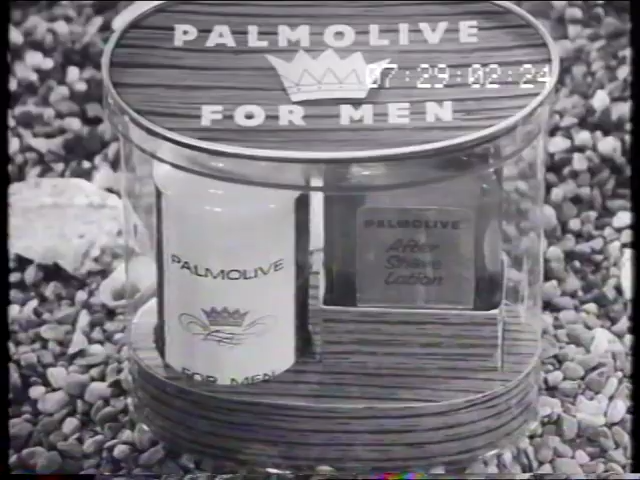 PALMOLIVE
07:29:02:24
FOR MEN
PALMOLIVE
FOR MEN
PALMOLIVE
After
Shave
Lotion